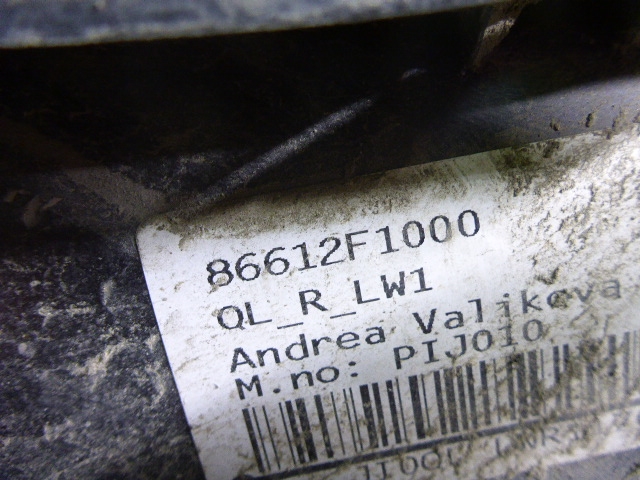 86612F1000
QL_R_LW1
Andrea Valikova
M.no: pIJ010